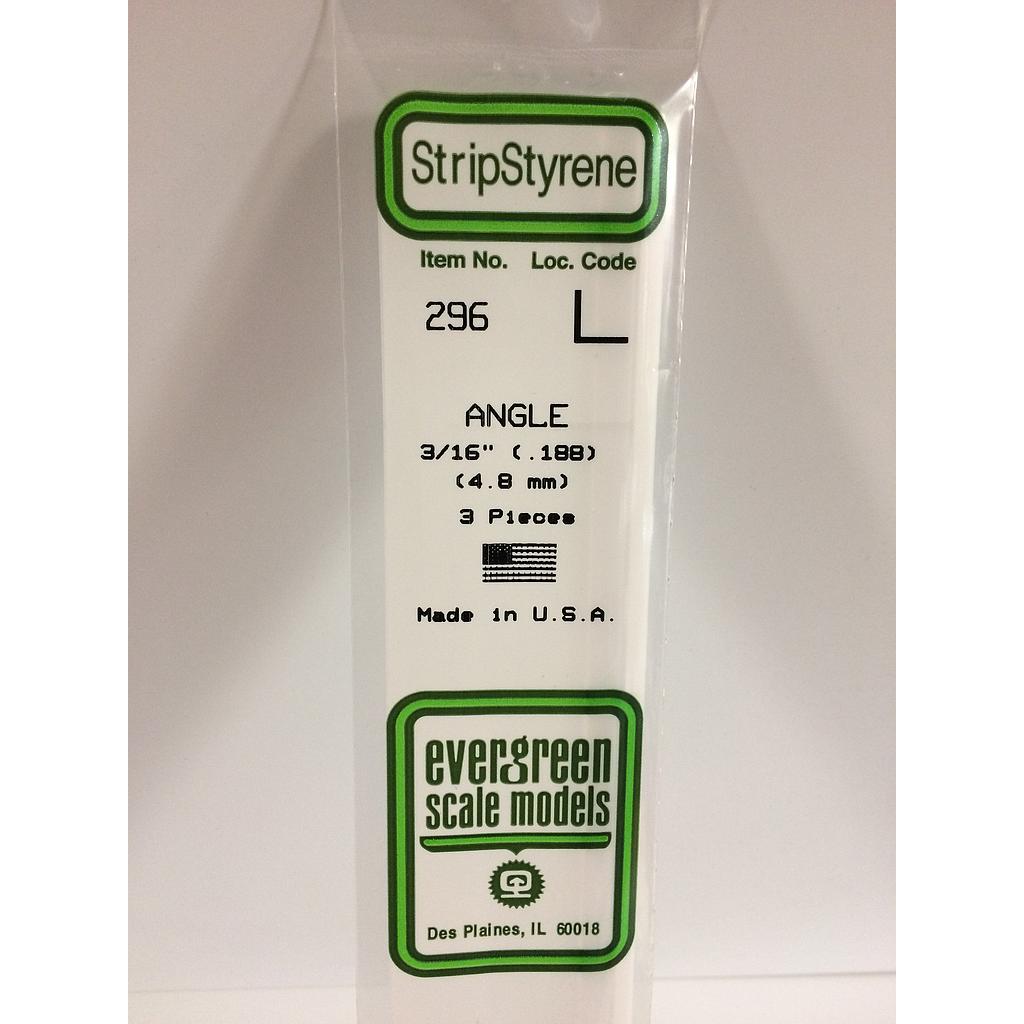 StripStyrene
Item No. Loc. Code
296 L
ANGLE
3/16" (.188)
(4.8 mm)
3 Pieces
Made in U.S.A.
evergreen
scale models
Des Plaines, IL 60018